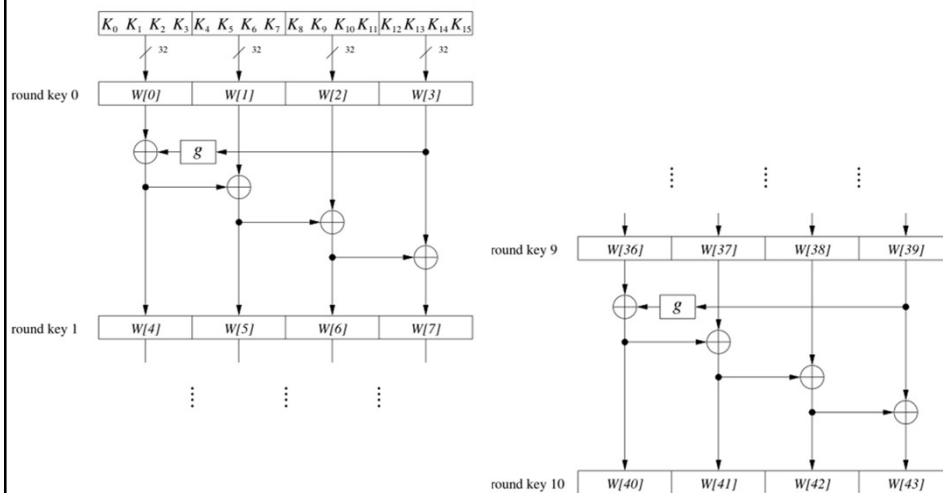 K0 K1 K2 K3 K4 K5 K6 K7 K8 K9 K10 K11 K12 K13 K14 K15
32 32 32 32
round key 0 W[0] W[1] W[2] W[3]
g
round key 1 W[4] W[5] W[6] W[7]
round key 9 W[36] W[37] W[38] W[39]
g
round key 10 W[40] W[41] W[42] W[43]